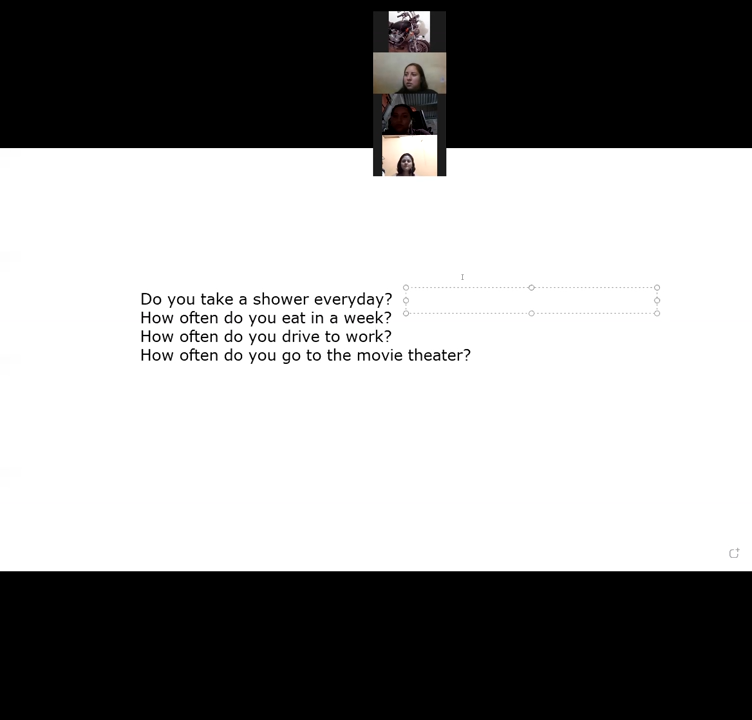 Do you take a shower everyday?
How often do you eat in a week?
How often do you drive to work?
How often do you go to the movie theater?